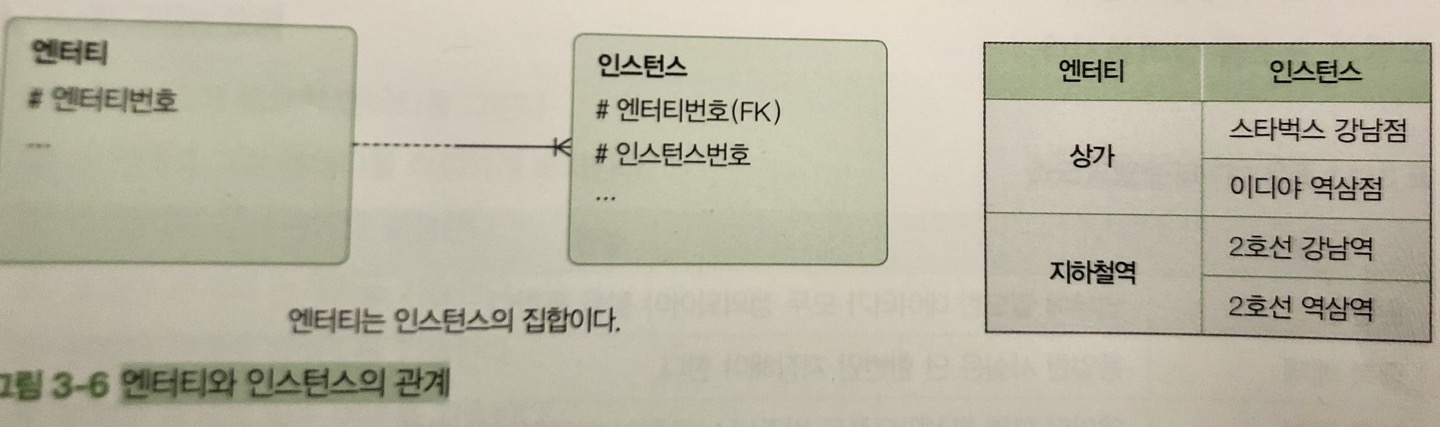 엔터티
# 엔터티번호
...
인스턴스
# 엔터티번호(FK)
# 인스턴스번호
...
엔터티 인스턴스
상가
스타벅스 강남점
이디야 역삼점
지하철역
2호선 강남역
2호선 역삼역
엔터티는 인스턴스의 집합이다.
그림 3-6 엔터티와 인스턴스의 관계